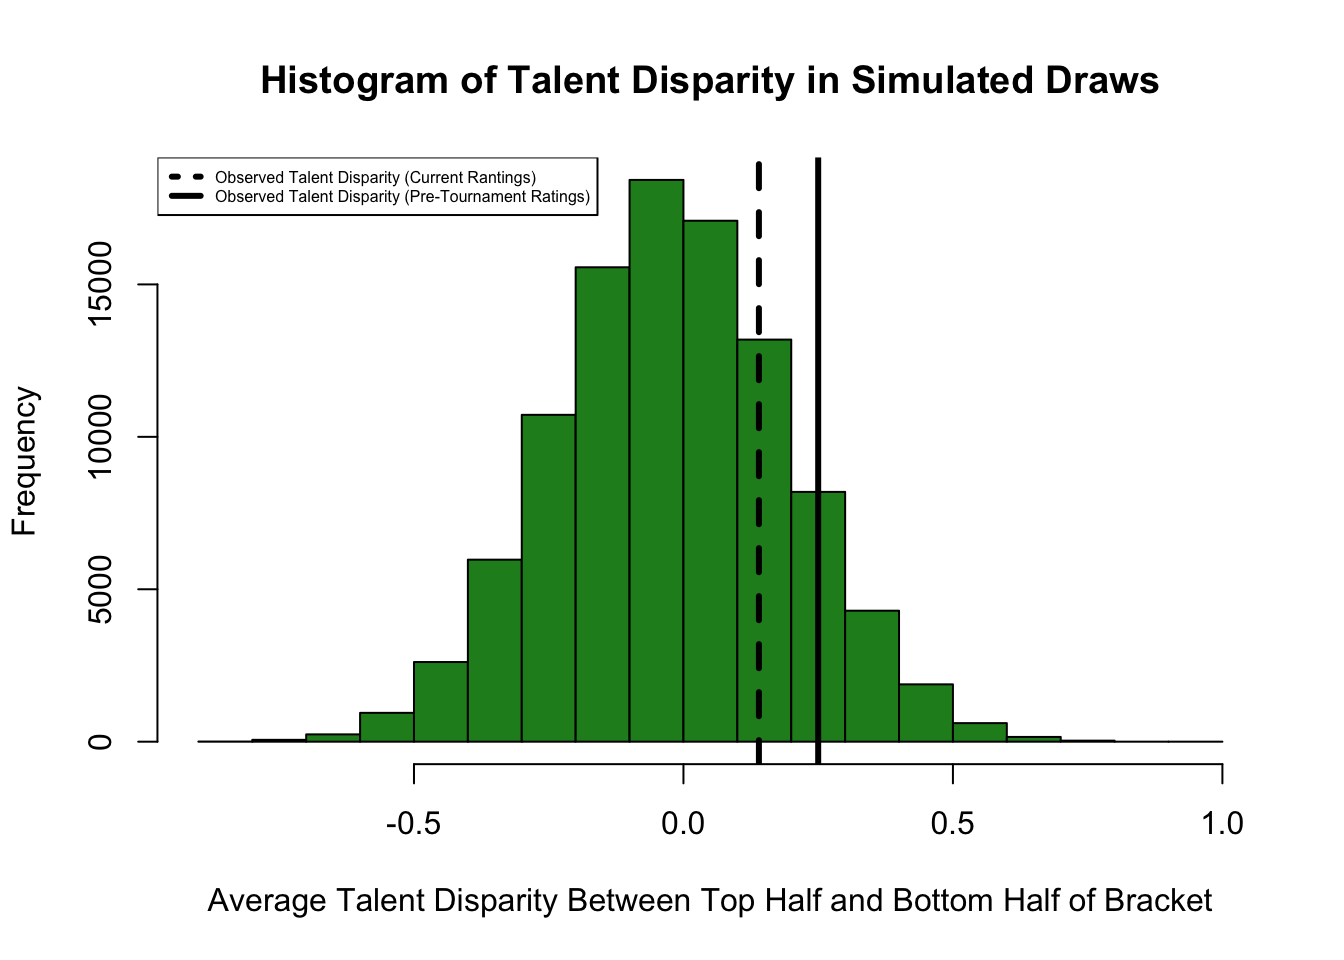 Histogram of Talent Disparity in Simulated Draws
Observed Talent Disparity (Current Rantings)
Observed Talent Disparity (Pre-Tournament Ratings)
Frequency
15000
10000
5000
0
-0.5 0.0 0.5 1.0
Average Talent Disparity Between Top Half and Bottom Half of Bracket